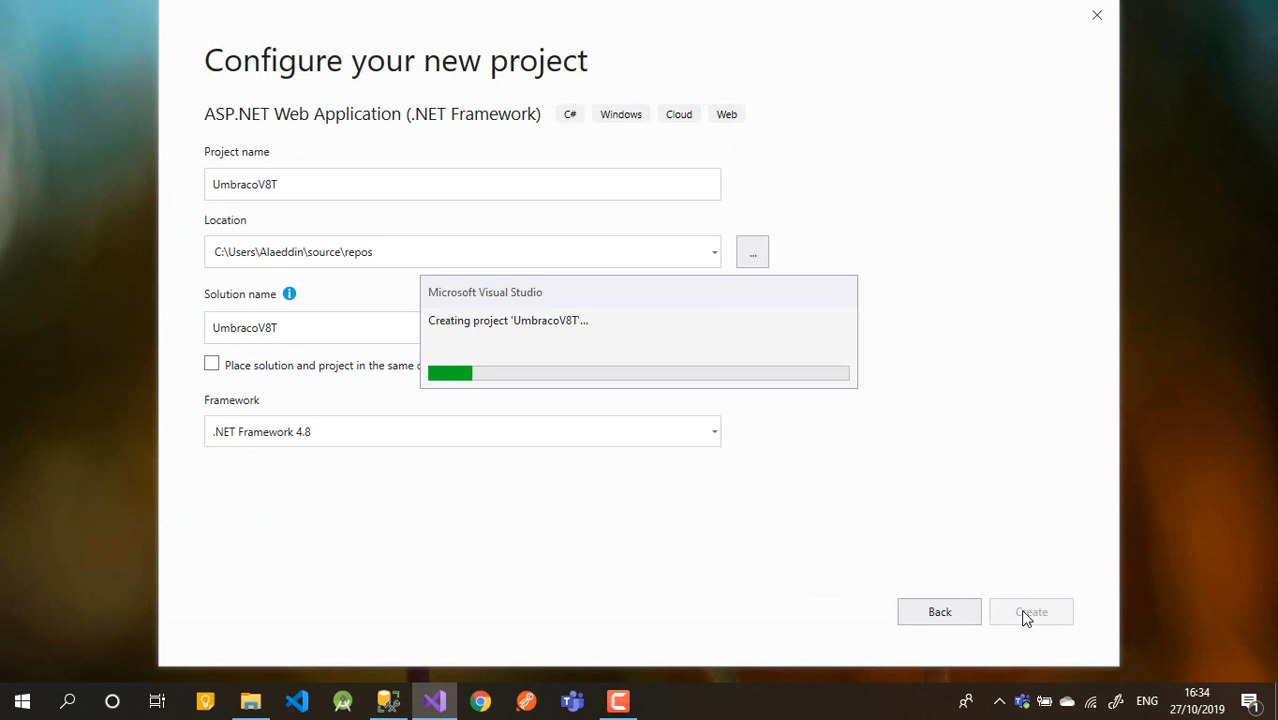 Configure your new project
ASP.NET Web Application (.NET Framework) C# Windows Cloud Web
Project name
UmbracoV8T
Location
C:\Users\Alaeddin\source\repos
...
Solution name
UmbracoV8T
Microsoft Visual Studio
Creating project 'UmbracoV8T'...
Place solution and project in the same
Framework
.NET Framework 4.8
Back Create
ENG
16:34
27/10/2019
1